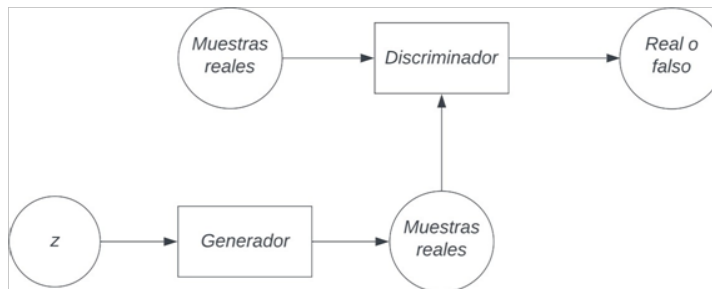 Muestras
reales
Discriminador
Real o
falso
z
Generador
Muestras
reales